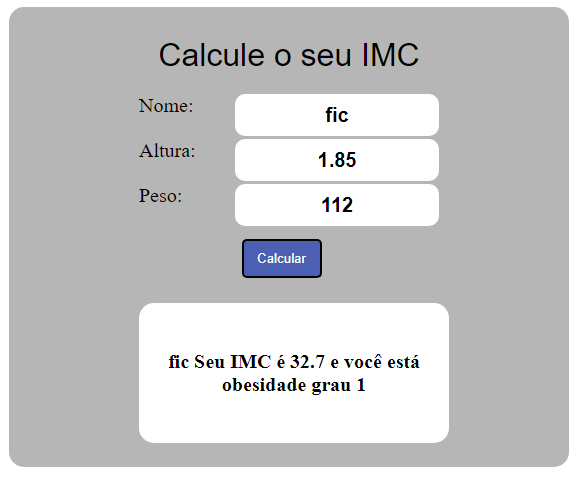 Calcule o seu IMC
Nome: fic
Altura: 1.85
Peso: 112
Calcular
fic Seu IMC é 32.7 e você está
obesidade grau 1